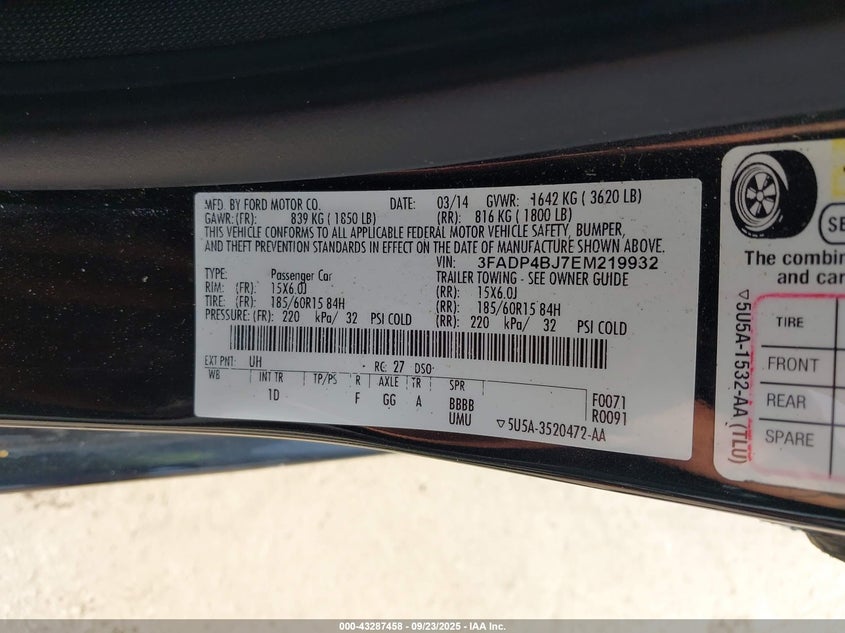 MFD. BY FORD MOTOR CO. DATE: 03/14 GVWR: 1642 KG ( 3620 LB)
GAWR: (FR): 839 KG ( 1850 LB) (RR): 816 KG ( 1800 LB)
THIS VEHICLE CONFORMS TO ALL APPLICABLE FEDERAL MOTOR VEHICLE SAFETY, BUMPER,
AND THEFT PREVENTION STANDARDS IN EFFECT ON THE DATE OF MANUFACTURE SHOWN ABOVE.
VIN: 3FADP4BJ7EM219932
TYPE: Passenger Car TRAILER TOWING - SEE OWNER GUIDE
RIM: (FR): 15X6.0J (RR): 15X6.0J
TIRE: (FR): 185/60R15 84H (RR): 185/60R15 84H
PRESSURE: (FR): 220 kPa/ 32 PSI COLD (RR): 220 kPa/ 32 PSI COLD
EXT PNT: UH RC: 27 DSO:
WB INT TR TP/PS R AXLE TR SPR
1D F GG A BBBB F0071
UMU R0091
▽5U5A-3520472-AA
SE
The combin
and car
TIRE
FRONT
REAR
SPARE
▽5U5A-1532-AA (TLU)
000-43287458 - 09/23/2025 - IAA Inc.